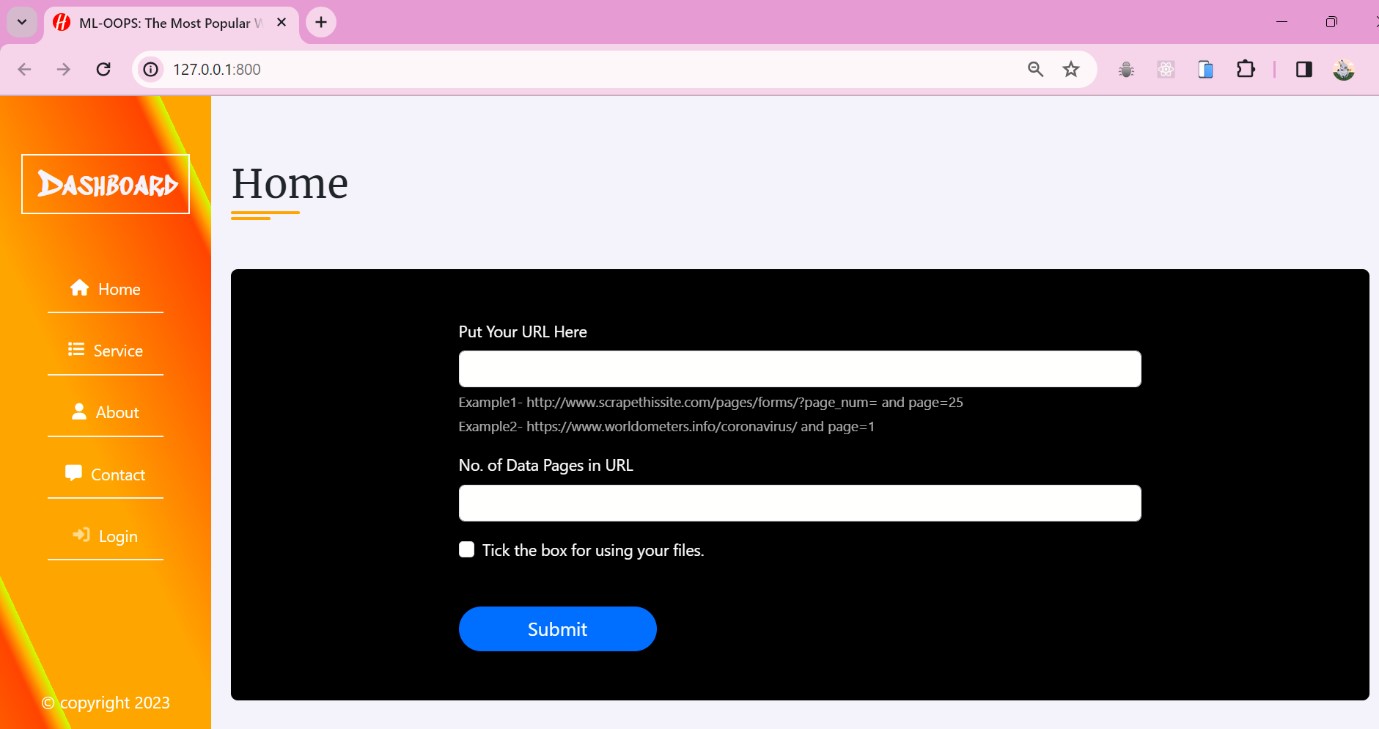 ML-OOPS: The Most Popular
127.0.0.1:800
Dashboard
Home
Service
About
Contact
Login
© copyright 2023
Home
Put Your URL Here
Example1- http://www.scrapethissite.com/pages/forms/?page_num= and page=25
Example2- https://www.worldometers.info/coronavirus/ and page=1
No. of Data Pages in URL
Tick the box for using your files.
Submit